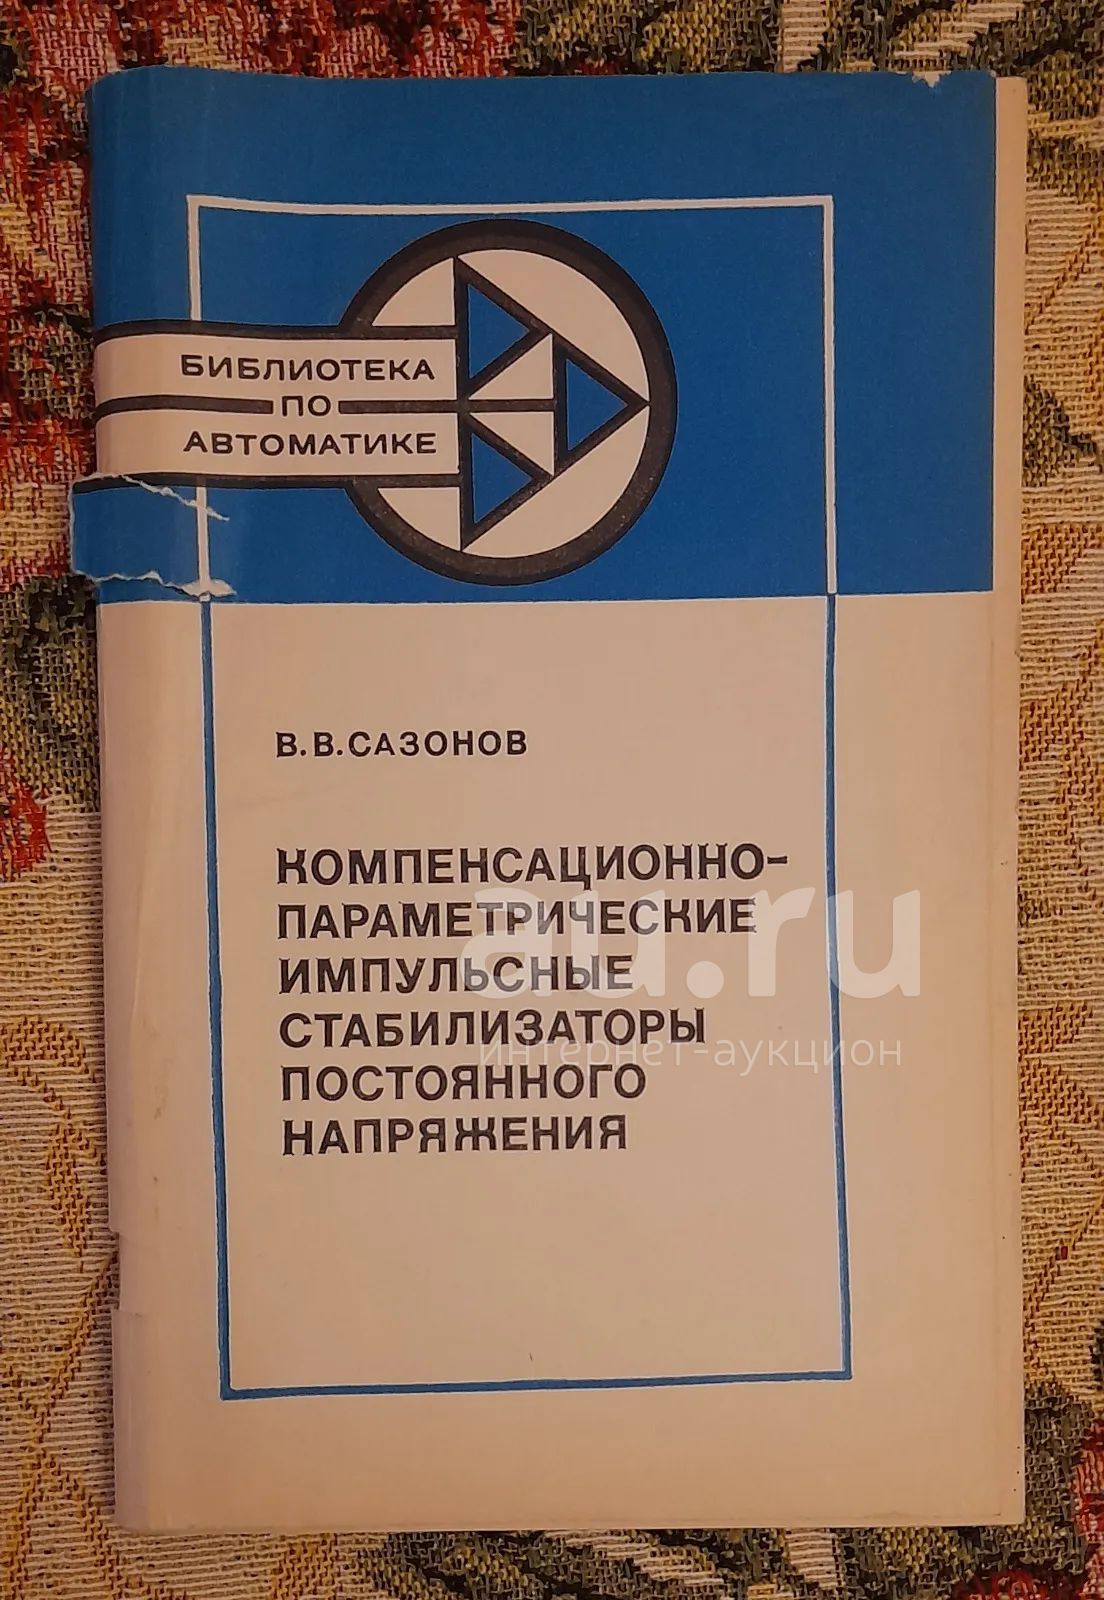 БИБЛИОТЕКА
ПО
АВТОМАТИКЕ
В.В.САЗОНОВ
КОМПЕНСАЦИОННО-
ПАРАМЕТРИЧЕСКИЕ
ИМПУЛЬСНЫЕ
СТАБИЛИЗАТОРЫ
ПОСТОЯННОГО
НАПРЯЖЕНИЯ
au.ru
интернет-аукцион